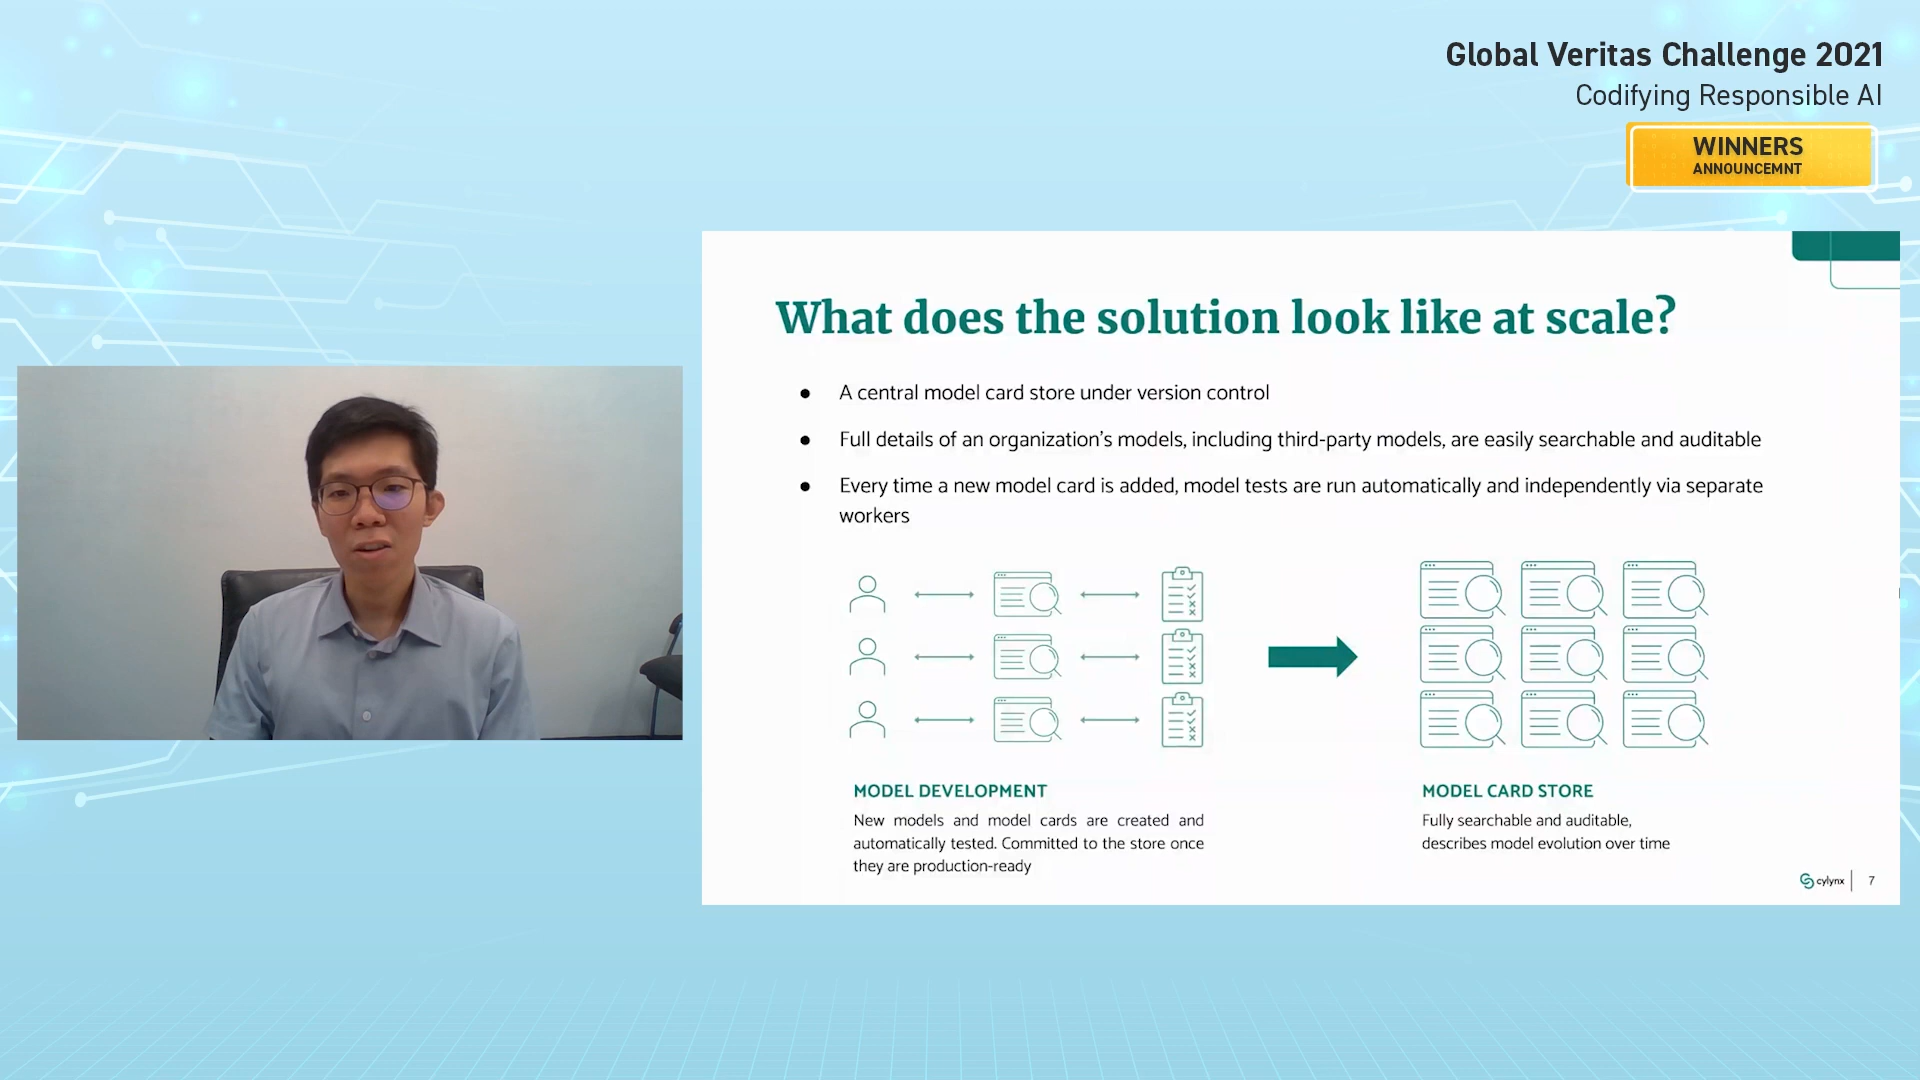 Global Veritas Challenge 2021
Codifying Responsible AI
WINNERS
ANNOUNCEMNT
What does the solution look like at scale?
● A central model card store under version control
● Full details of an organization's models, including third-party models, are easily searchable and auditable
● Every time a new model card is added, model tests are run automatically and independently via separate
workers
MODEL DEVELOPMENT
New models and model cards are created and
automatically tested. Committed to the store once
they are production-ready
MODEL CARD STORE
Fully searchable and auditable,
describes model evolution over time
cylynx | 7